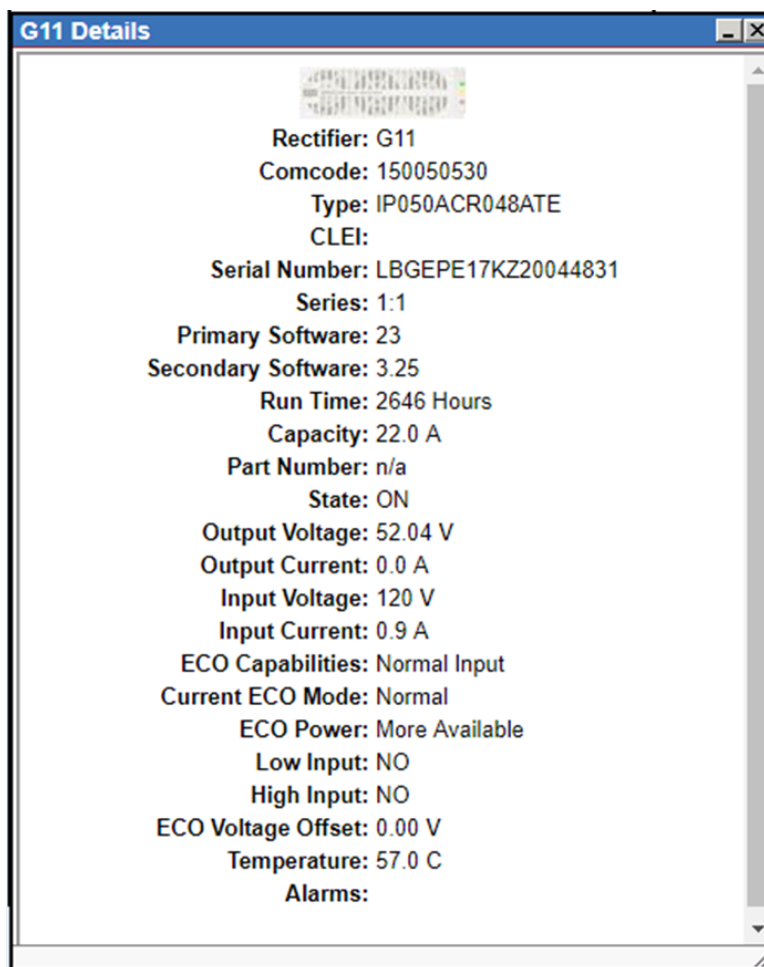 G11 Details
Rectifier: G11
Comcode: 150050530
Type: IP050ACR048ATE
CLEI:
Serial Number: LBGEPE17KZ20044831
Series: 1:1
Primary Software: 23
Secondary Software: 3.25
Run Time: 2646 Hours
Capacity: 22.0 A
Part Number: n/a
State: ON
Output Voltage: 52.04 V
Output Current: 0.0 A
Input Voltage: 120 V
Input Current: 0.9 A
ECO Capabilities: Normal Input
Current ECO Mode: Normal
ECO Power: More Available
Low Input: NO
High Input: NO
ECO Voltage Offset: 0.00 V
Temperature: 57.0 C
Alarms: